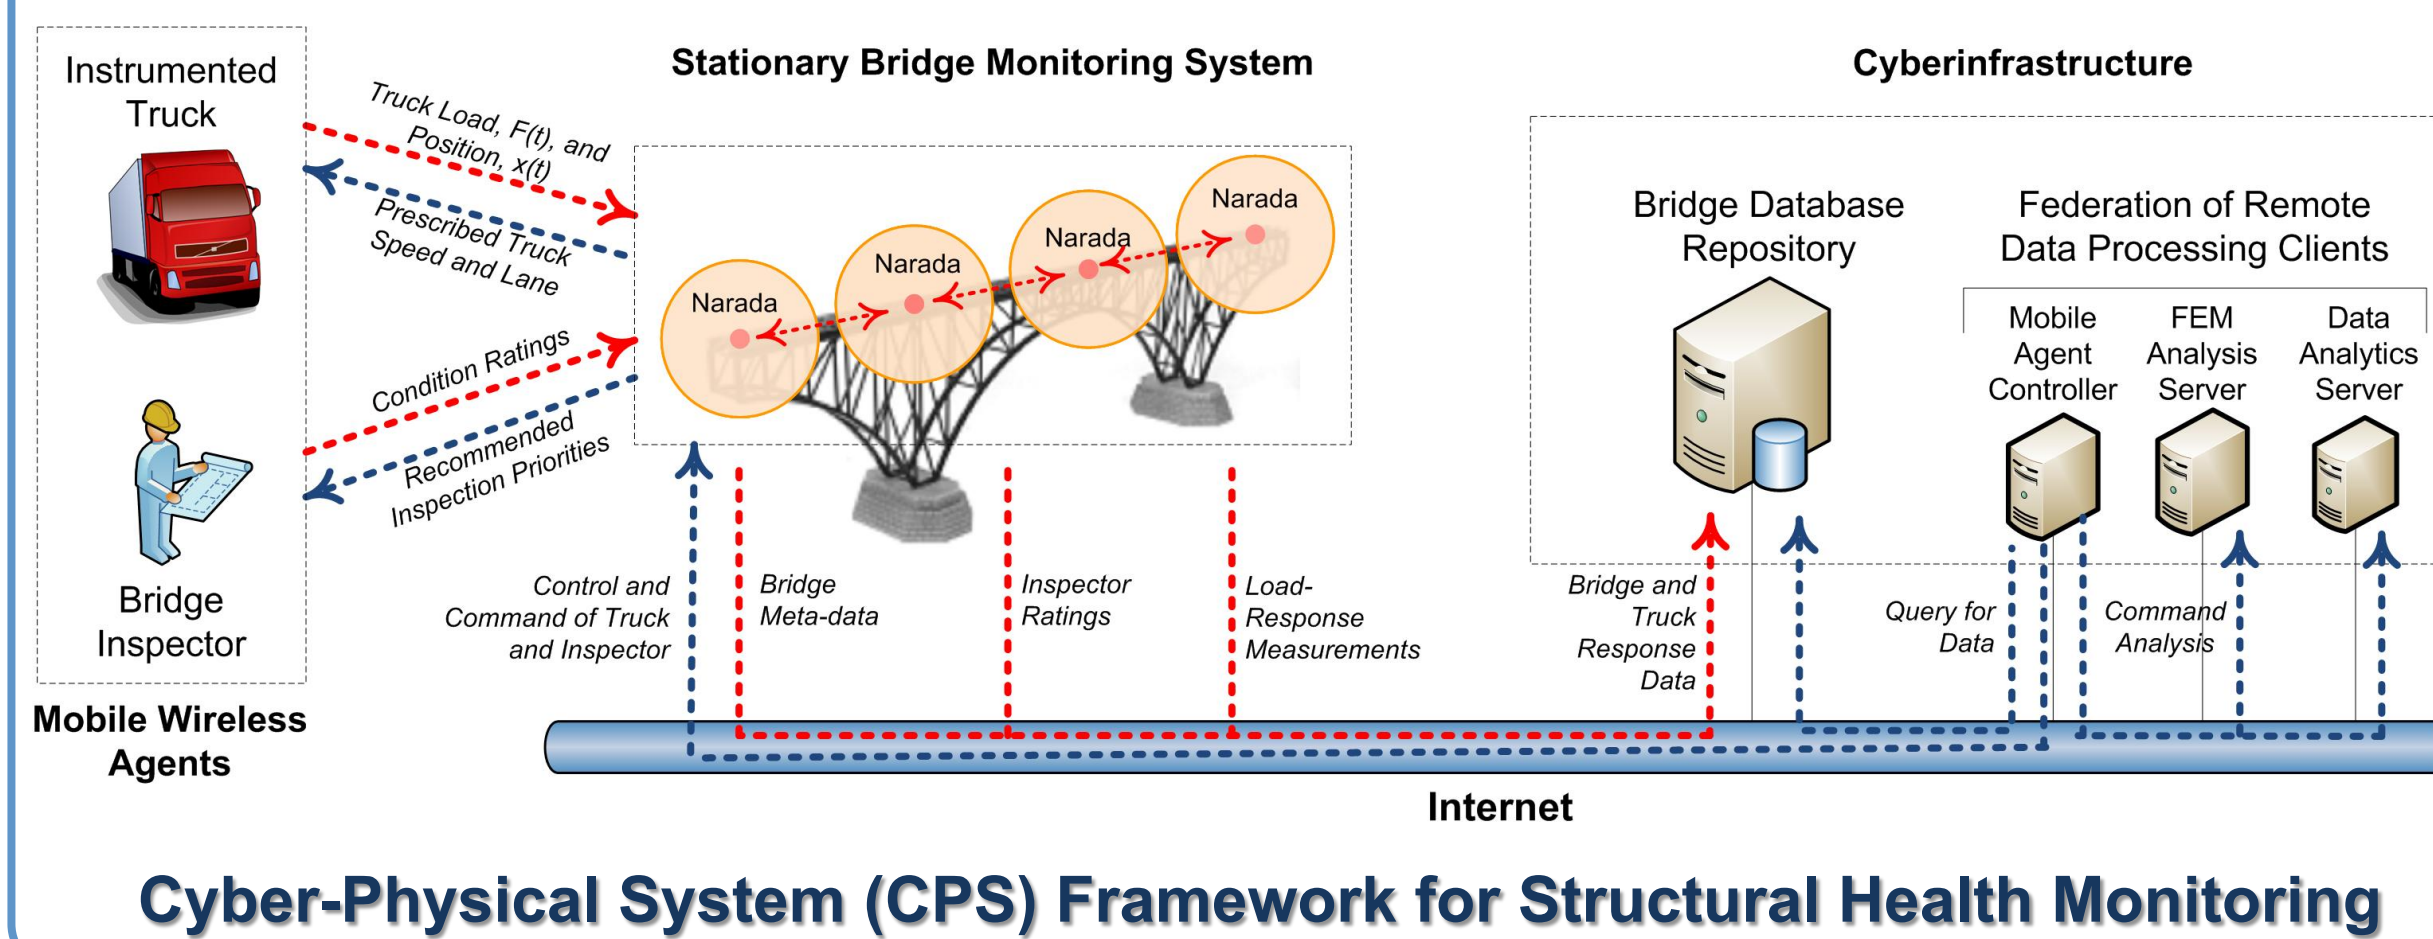 Instrumented
Truck
Truck Load, F(t), and
Position, x(t)
Prescribed Truck
Speed and Lane
Condition Ratings
Recommended
Inspection Priorities
Bridge
Inspector
Mobile Wireless
Agents
Stationary Bridge Monitoring System
Narada
Narada
Narada
Narada
Control and
Command of Truck
and Inspector
Bridge
Meta-data
Inspector
Ratings
Load-
Response
Measurements
Cyberinfrastructure
Bridge Database
Repository
Federation of Remote
Data Processing Clients
Mobile
Agent
Controller
FEM
Analysis
Server
Data
Analytics
Server
Bridge and
Truck
Response
Data
Query for
Data
Command
Analysis
Internet
Cyber-Physical System (CPS) Framework for Structural Health Monitoring